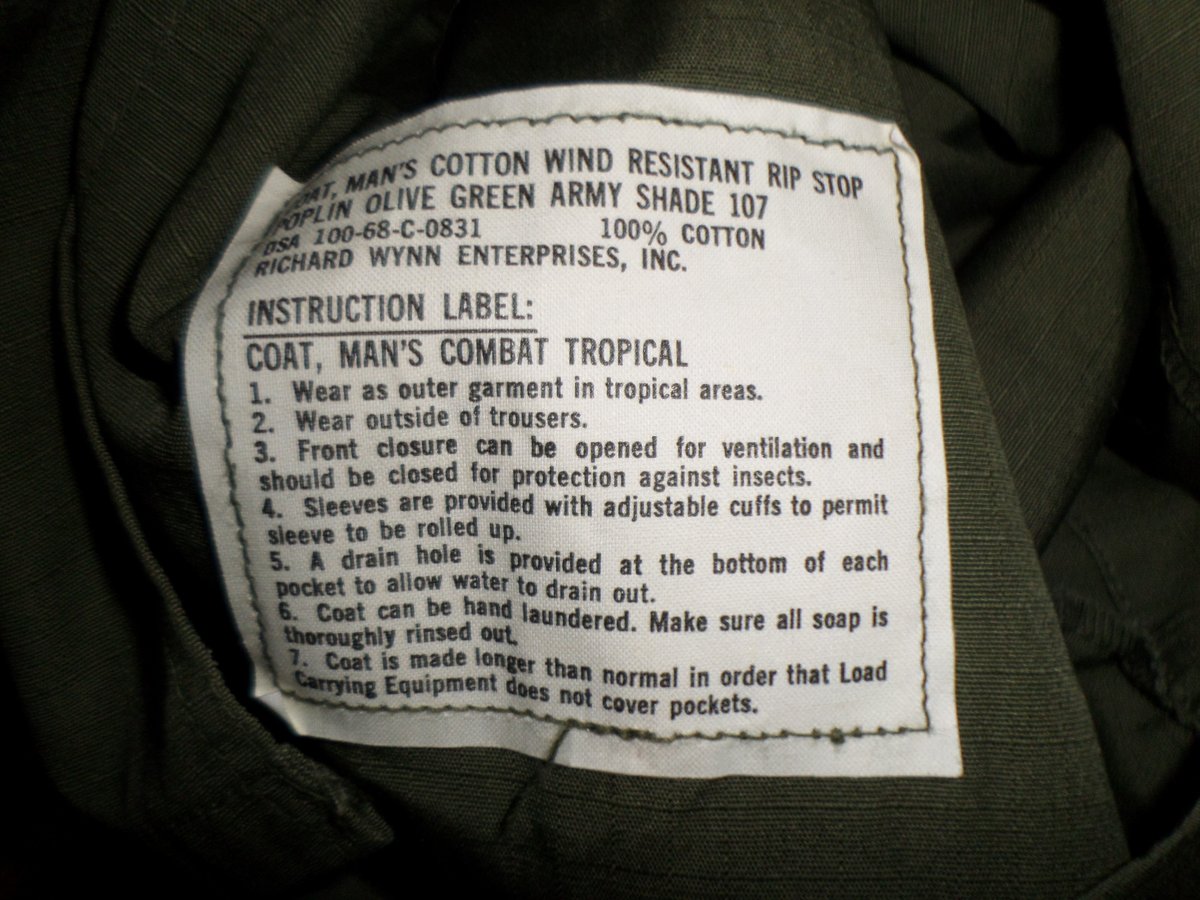 COAT, MAN'S COTTON WIND RESISTANT RIP STOP
POPLIN OLIVE GREEN ARMY SHADE 107
DSA 100-68-C-0831 100% COTTON
RICHARD WYNN ENTERPRISES, INC.
INSTRUCTION LABEL:
COAT, MAN'S COMBAT TROPICAL
1. Wear as outer garment in tropical areas.
2. Wear outside of trousers.
3. Front closure can be opened for ventilation and
should be closed for protection against insects.
4. Sleeves are provided with adjustable cuffs to permit
sleeve to be rolled up.
5. A drain hole is provided at the bottom of each
pocket to allow water to drain out.
6. Coat can be hand laundered. Make sure all soap is
thoroughly rinsed out.
7. Coat is made longer than normal in order that Load
Carrying Equipment does not cover pockets.